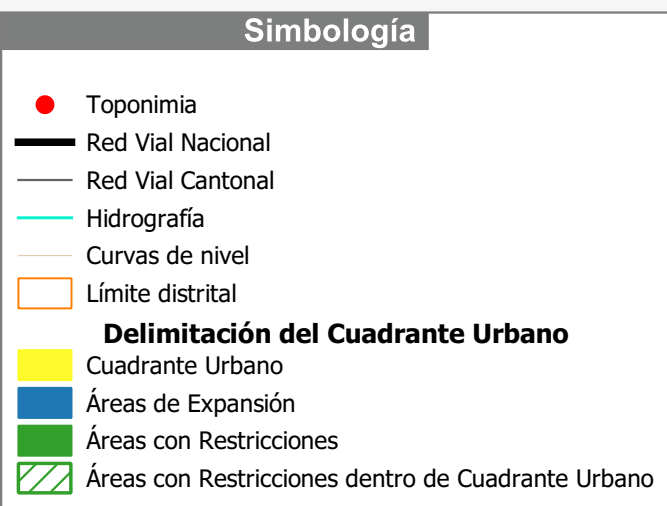 Simbología
Toponimia
Red Vial Nacional
Red Vial Cantonal
Hidrografía
Curvas de nivel
Límite distrital
Delimitación del Cuadrante Urbano
Cuadrante Urbano
Áreas de Expansión
Áreas con Restricciones
Áreas con Restricciones dentro de Cuadrante Urbano